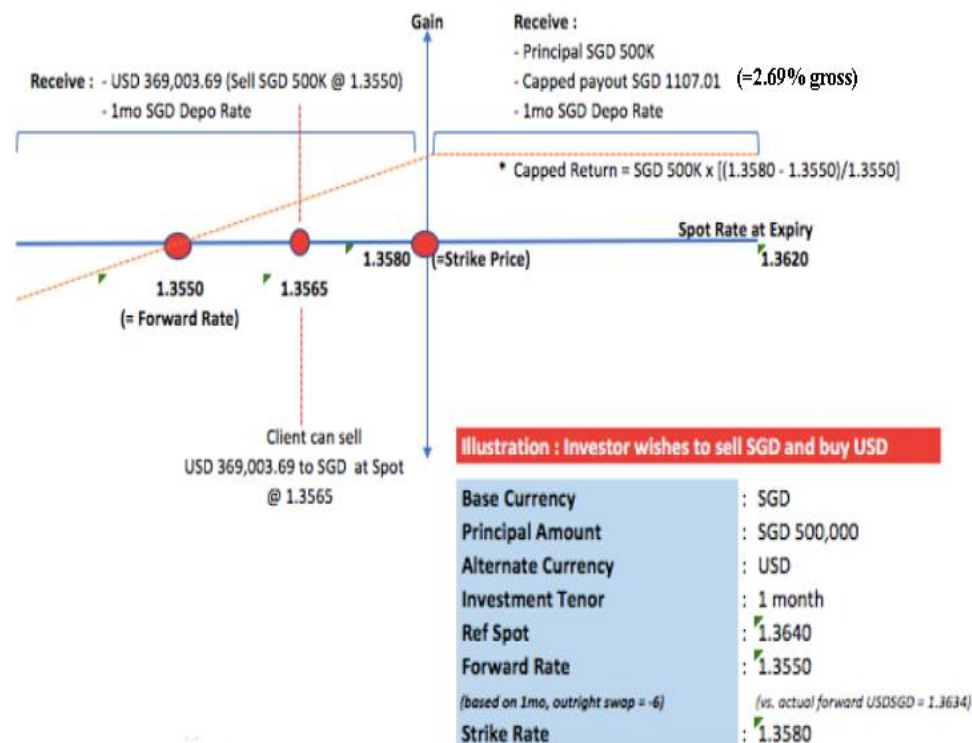 Gain
Receive :
- Principal SGD 500K
- Capped payout SGD 1107.01 (=2.69% gross)
- 1mo SGD Depo Rate
Receive : - USD 369,003.69 (Sell SGD 500K @ 1.3550)
- 1mo SGD Depo Rate
* Capped Return = SGD 500K x [(1.3580 - 1.3550)/1.3550]
Spot Rate at Expiry
1.3550
(= Forward Rate)
1.3565
1.3580 (=Strike Price)
1.3620
Client can sell
USD 369,003.69 to SGD at Spot
@ 1.3565
Illustration : Investor wishes to sell SGD and buy USD
Base Currency : SGD
Principal Amount : SGD 500,000
Alternate Currency : USD
Investment Tenor : 1 month
Ref Spot : 1.3640
Forward Rate : 1.3550
(based on 1mo, outright swap = -6) (vs. actual forward USDSGD = 1.3634)
Strike Rate : 1.3580